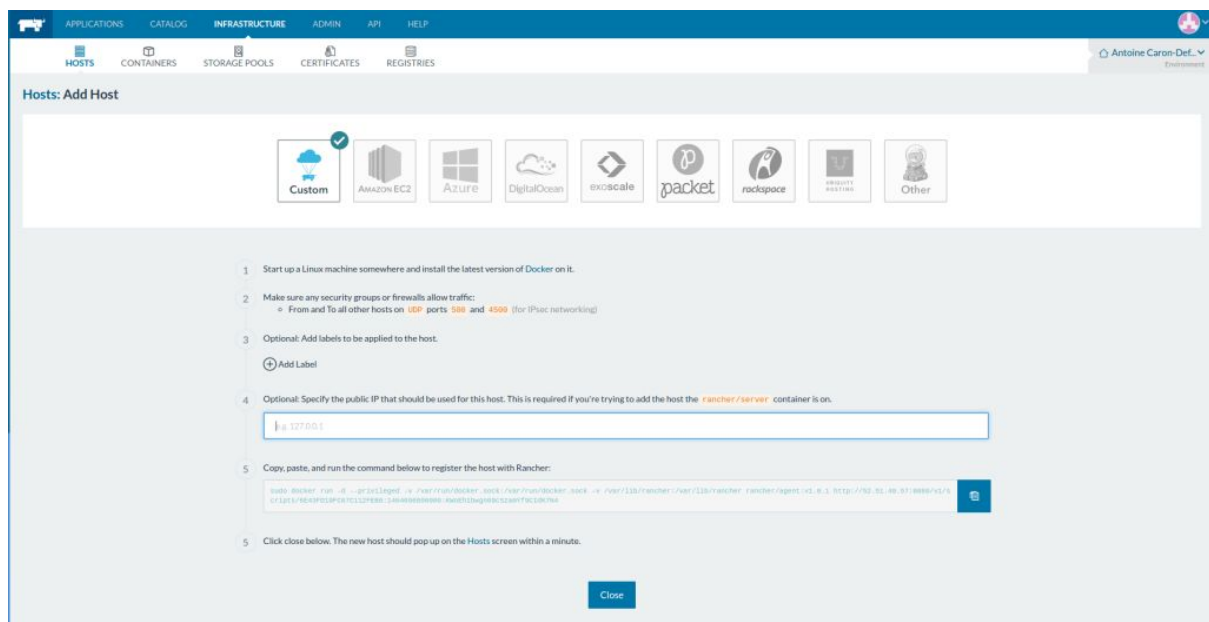 APPLICATIONS CATALOG INFRASTRUCTURE ADMIN API HELP
HOSTS CONTAINERS STORAGE POOLS CERTIFICATES REGISTRIES
Antoine Caron-Def...
Environment
Hosts: Add Host
Custom
AMAZON EC2
Azure
DigitalOcean
exoscale
packet
rackspace
UBIQUITY HOSTING
Other
1 Start up a Linux machine somewhere and install the latest version of Docker on it.
2 Make sure any security groups or firewalls allow traffic:
From and To all other hosts on UDP ports 500 and 4500 (for IPsec networking)
3 Optional: Add labels to be applied to the host.
Add Label
4 Optional: Specify the public IP that should be used for this host. This is required if you're trying to add the host the rancher/server container is on.
e.g. 127.0.0.1
5 Copy, paste, and run the command below to register the host with Rancher:
sudo docker run -d --privileged -v /var/run/docker.sock:/var/run/docker.sock -v /var/lib/rancher:/var/lib/rancher rancher/agent:v1.0.1
5 Click close below. The new host should pop up on the Hosts screen within a minute.
Close